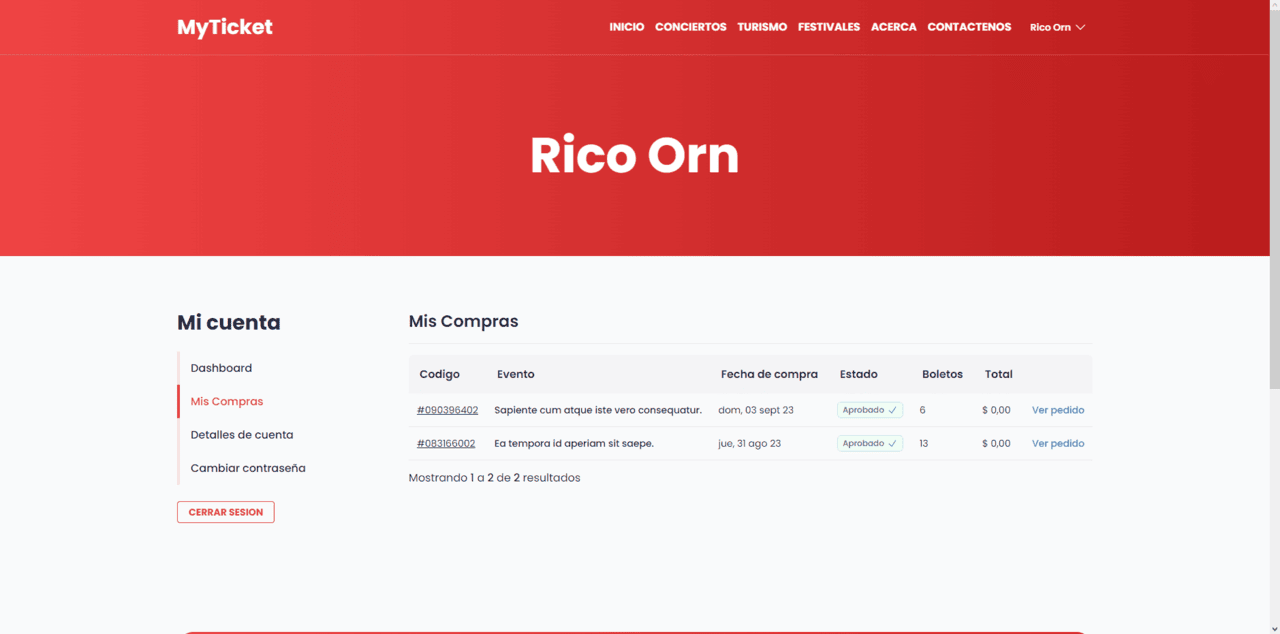 MyTicket
INICIO CONCIERTOS TURISMO FESTIVALES ACERCA CONTACTENOS Rico Orn
Rico Orn
Mi cuenta
Dashboard
Mis Compras
Detalles de cuenta
Cambiar contraseña
CERRAR SESION
Mis Compras
Codigo Evento Fecha de compra Estado Boletos Total
#090396402 Sapiente cum atque iste vero consequatur. dom, 03 sept 23 Aprobado 6 $ 0,00 Ver pedido
#083166002 Ea tempora id aperiam sit saepe. jue, 31 ago 23 Aprobado 13 $ 0,00 Ver pedido
Mostrando 1 a 2 de 2 resultados